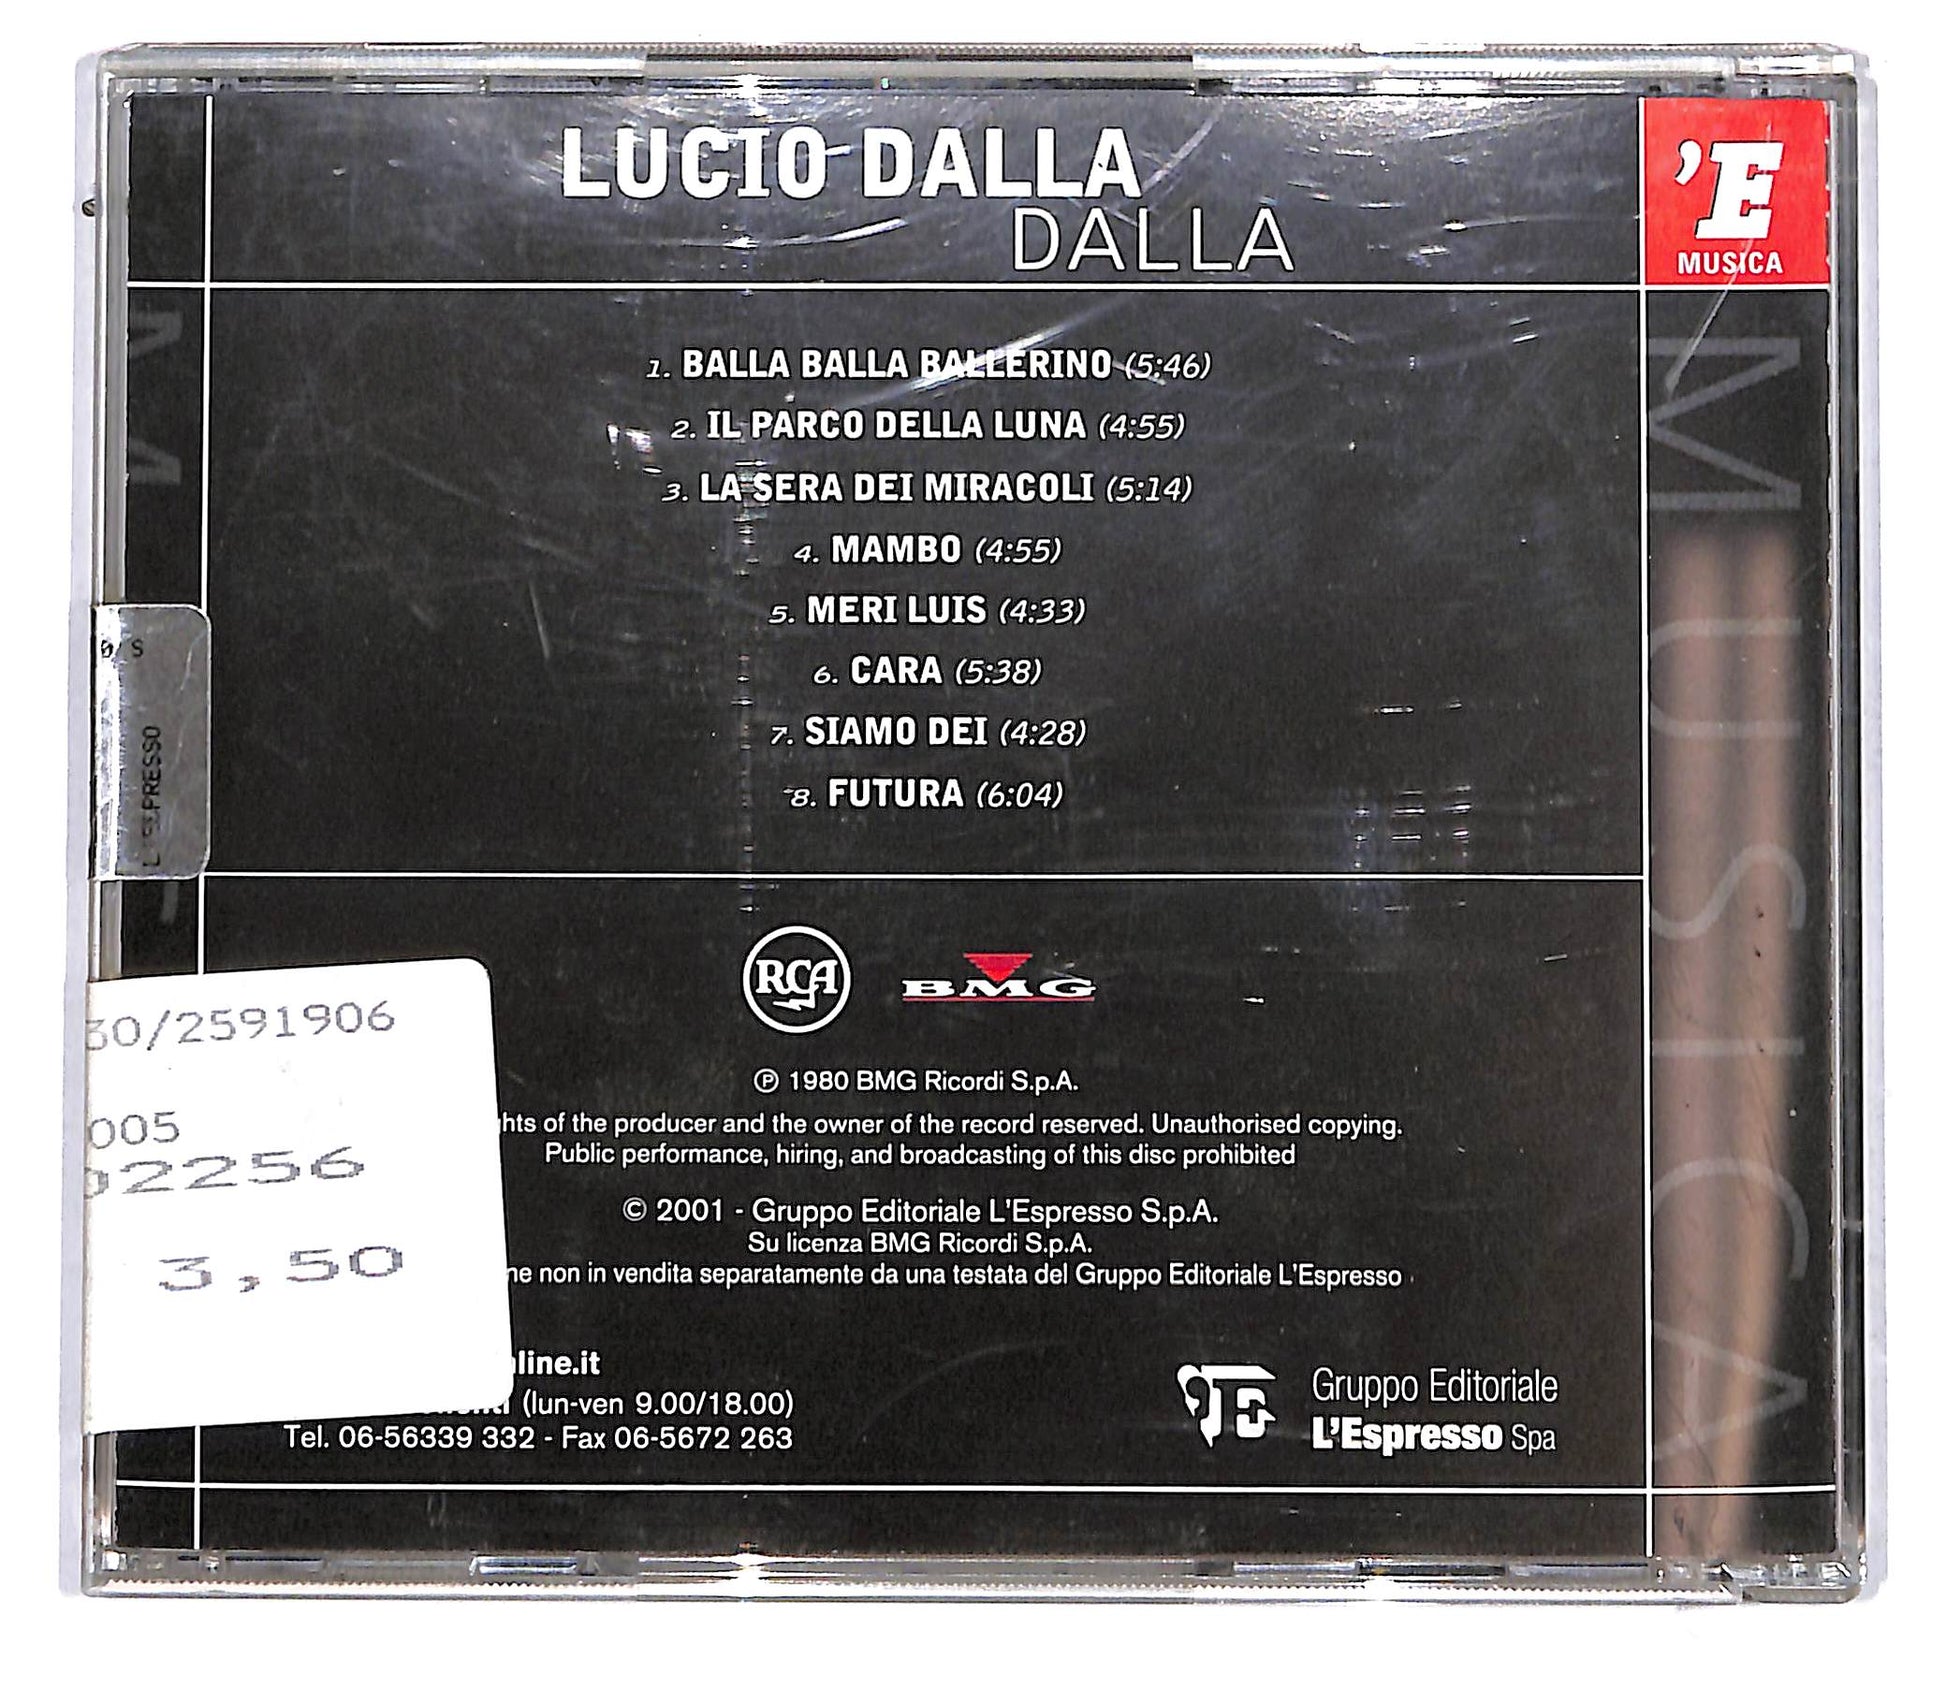 LUCIO DALLA
DALLA
'E
MUSICA
1. BALLA BALLA BALLERINO (5:46)
2. IL PARCO DELLA LUNA (4:55)
3. LA SERA DEI MIRACOLI (5:14)
4. MAMBO (4:55)
5. MERI LUIS (4:33)
6. CARA (5:38)
7. SIAMO DEI (4:28)
8. FUTURA (6:04)
MUSICA
L'ESPRESSO
RCA
BMG
30/2591906
005
02256
3,50
℗ 1980 BMG Ricordi S.p.A.
hts of the producer and the owner of the record reserved. Unauthorised copying.
Public performance, hiring, and broadcasting of this disc prohibited
© 2001 - Gruppo Editoriale L'Espresso S.p.A.
Su licenza BMG Ricordi S.p.A.
ne non in vendita separatamente da una testata del Gruppo Editoriale L'Espresso
line.it
(lun-ven 9.00/18.00)
Tel. 06-56339 332 - Fax 06-5672 263
Gruppo Editoriale
L'Espresso Spa